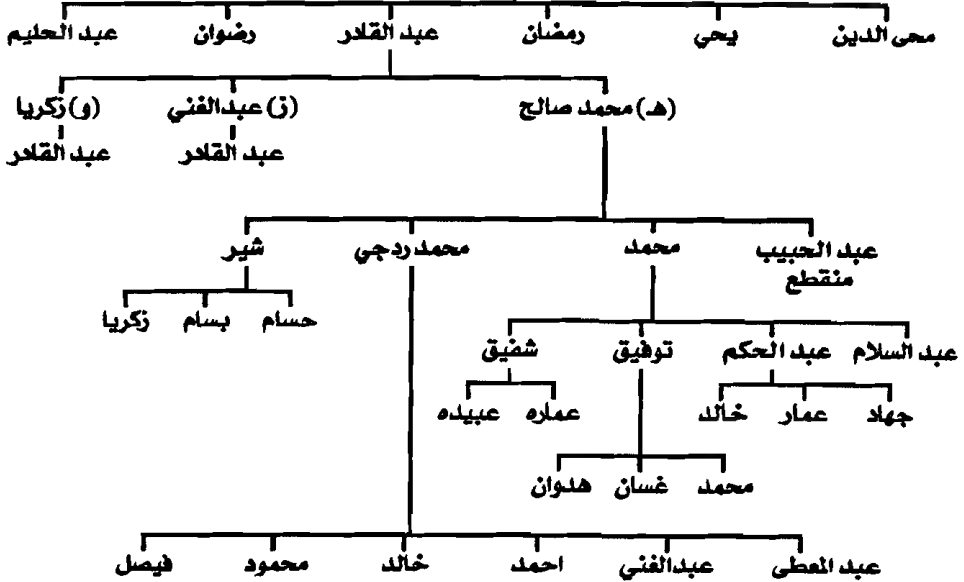 محى الدين يحي رمضان عبد القادر رضوان عبد الحليم
(هـ) محمد صالح (ز) عبدالغني (و) زكريا
عبد القادر عبد القادر
عبد الحبيب محمد محمد ردجي شير
منقطع
حسام بسام زكريا
عبد السلام عبد الحكم توفيق شفيق
جهاد عمار خالد عماره عبيده
محمد غسان هدوان
عبد المعطى عبدالغني احمد خالد محمود فيصل